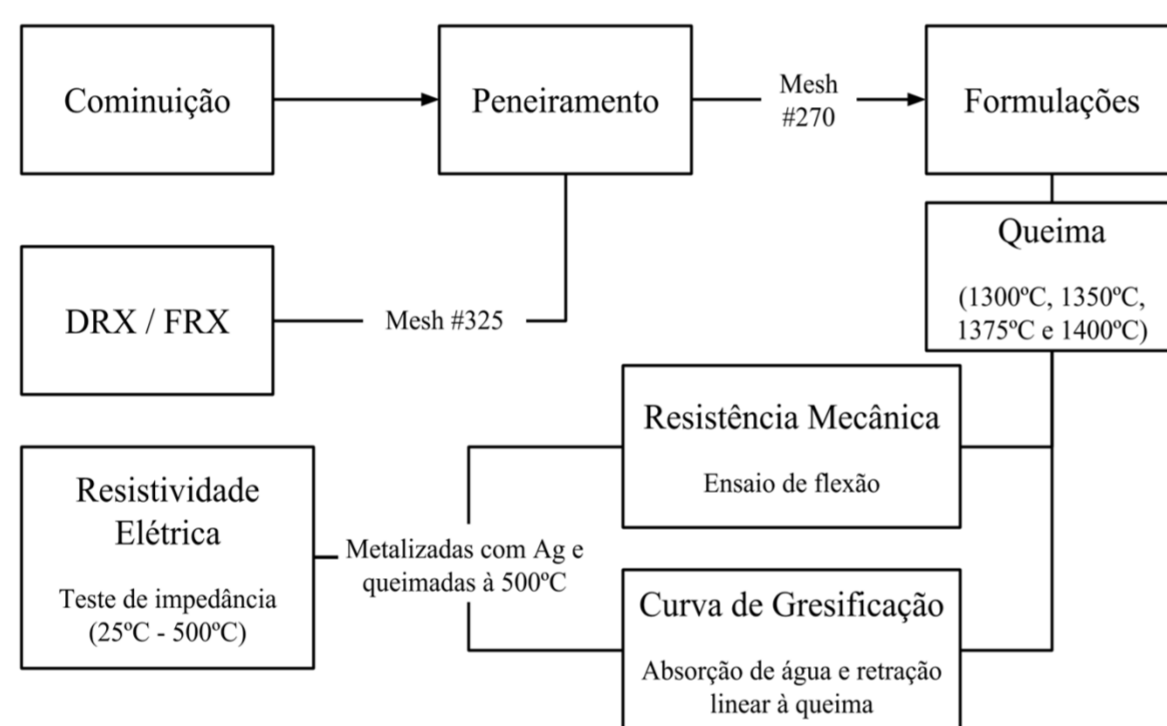 Cominuição
Peneiramento
Mesh
#270
Formulações
Queima
(1300ºC, 1350ºC,
1375ºC e 1400ºC)
DRX / FRX
Mesh #325
Resistência Mecânica
Ensaio de flexão
Resistividade
Elétrica
Teste de impedância
(25ºC - 500ºC)
Metalizadas com Ag e
queimadas à 500ºC
Curva de Gresificação
Absorção de água e retração
linear à queima